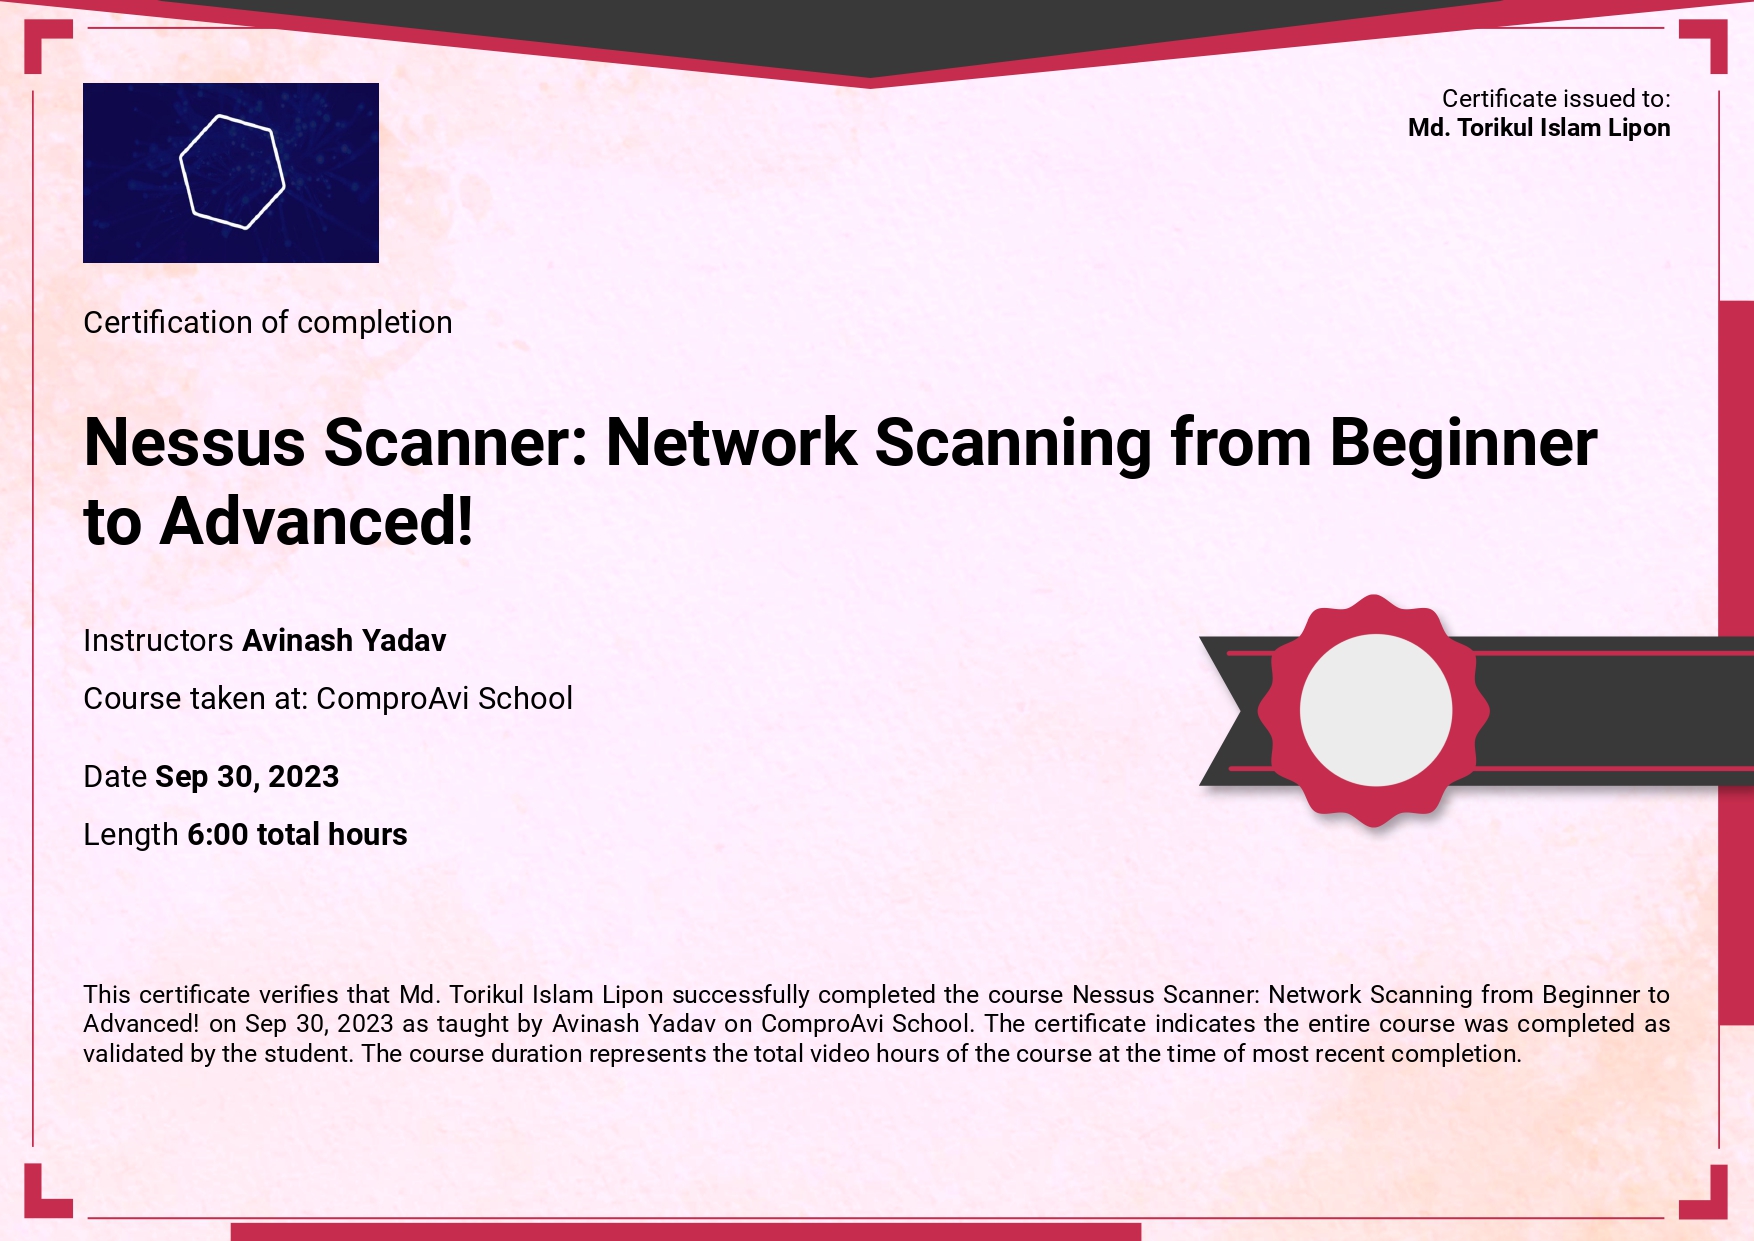 Certificate issued to:
Md. Torikul Islam Lipon
Certification of completion
Nessus Scanner: Network Scanning from Beginner
to Advanced!
Instructors Avinash Yadav
Course taken at: ComproAvi School
Date Sep 30, 2023
Length 6:00 total hours
This certificate verifies that Md. Torikul Islam Lipon successfully completed the course Nessus Scanner: Network Scanning from Beginner to
Advanced! on Sep 30, 2023 as taught by Avinash Yadav on ComproAvi School. The certificate indicates the entire course was completed as
validated by the student. The course duration represents the total video hours of the course at the time of most recent completion.